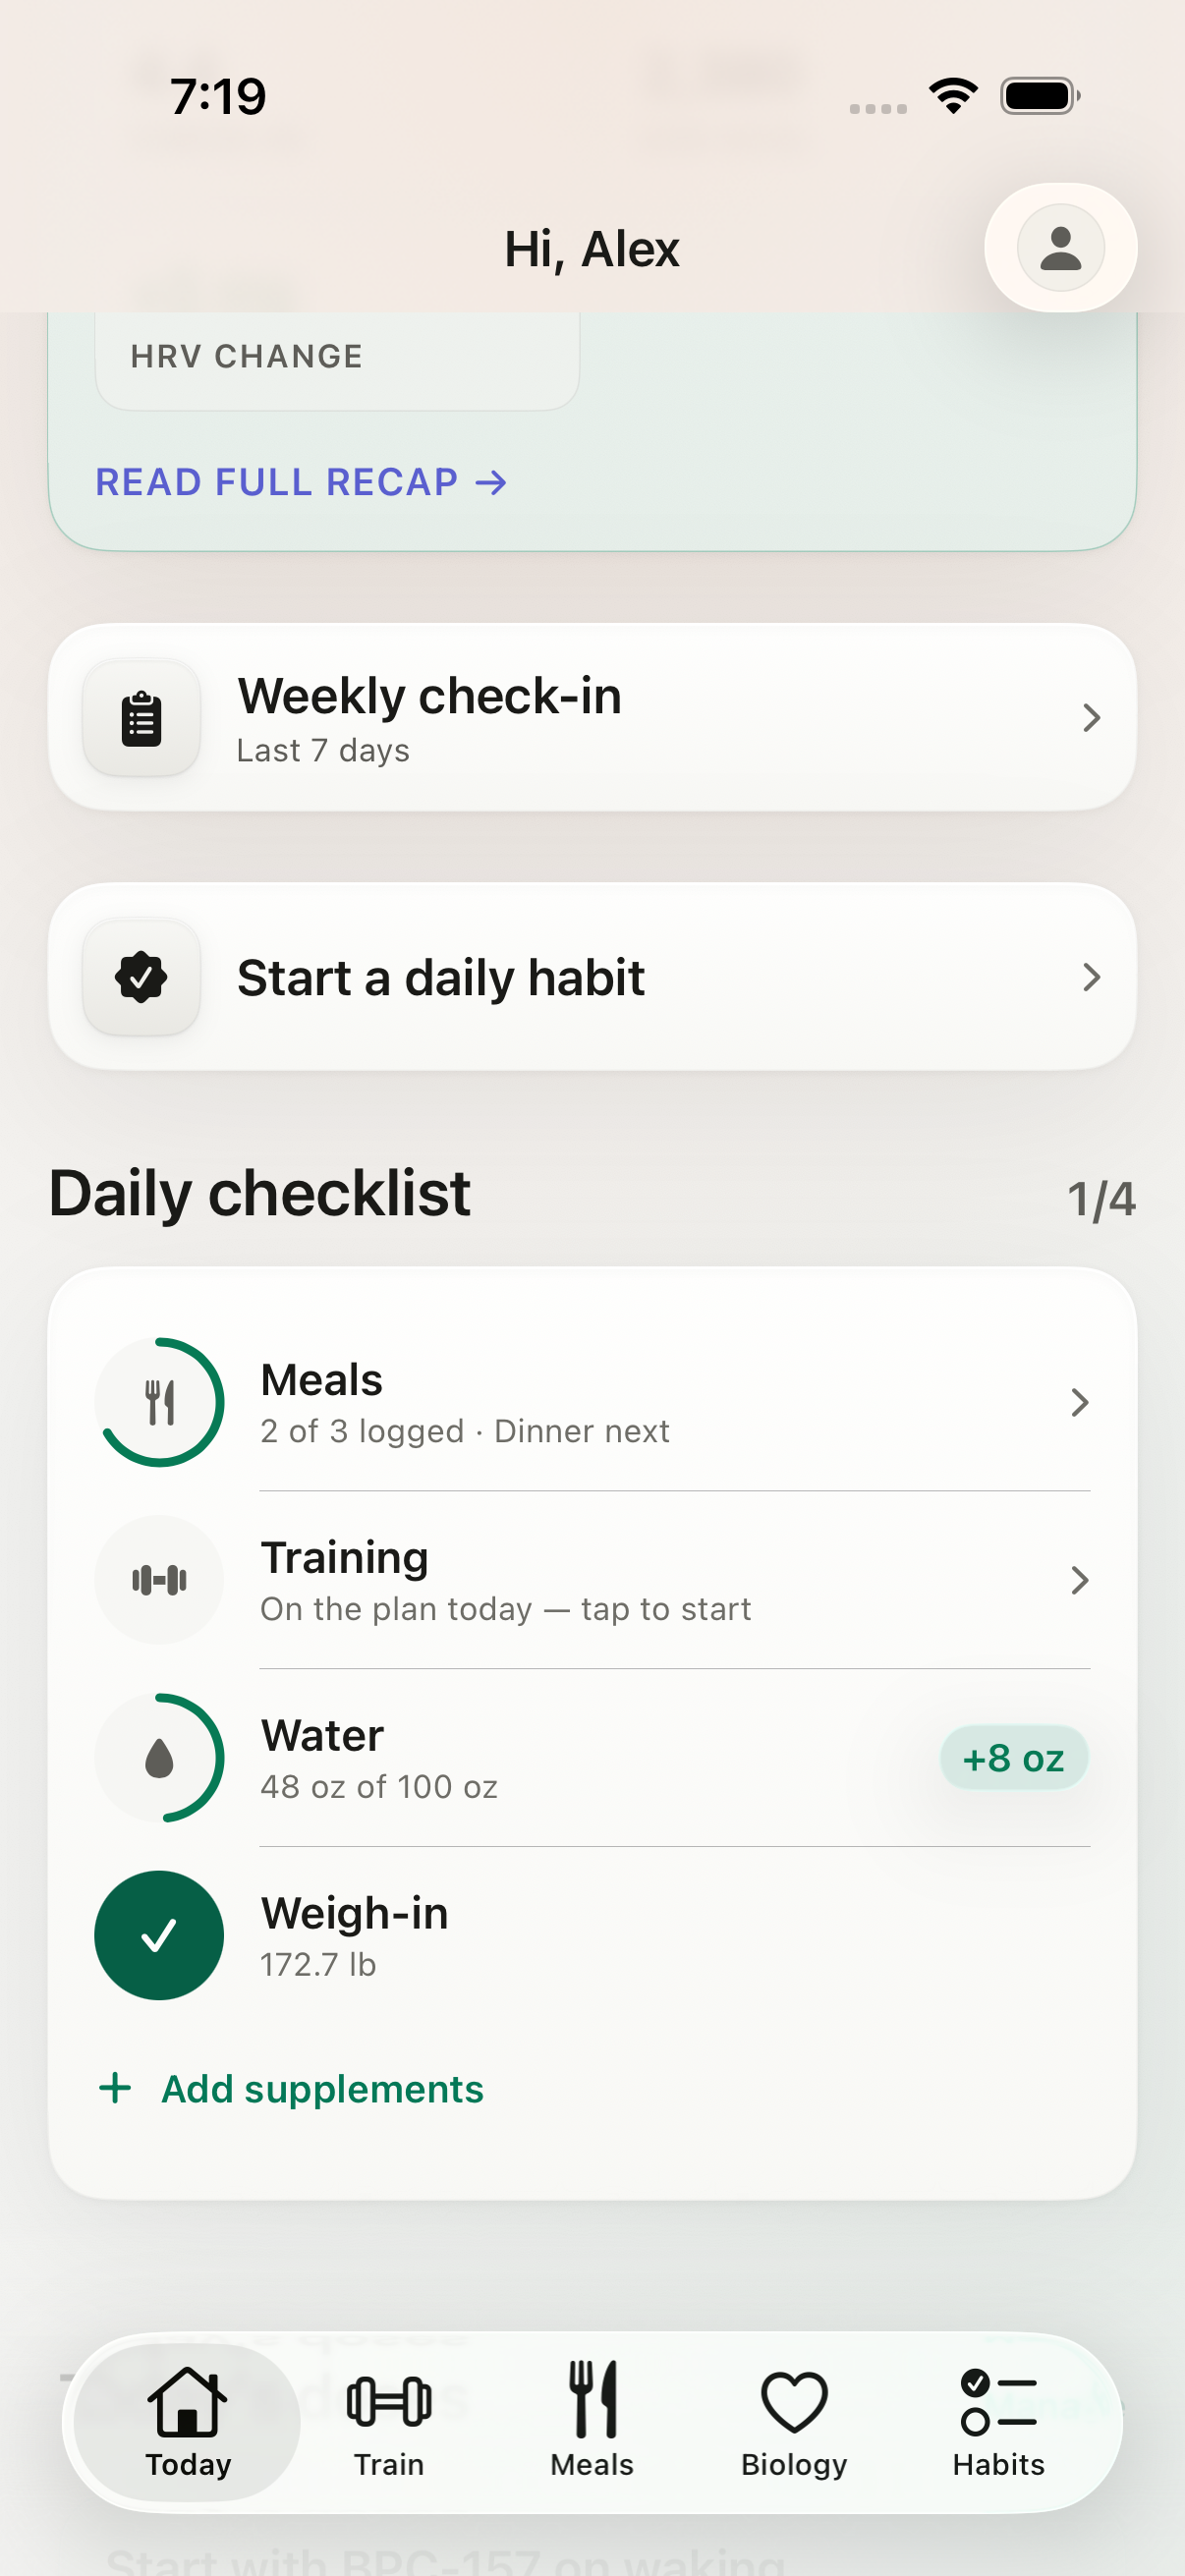 7:19
Hi, Alex
HRV CHANGE
READ FULL RECAP →
Weekly check-in
Last 7 days
Start a daily habit
Daily checklist
1/4
Meals
2 of 3 logged · Dinner next
Training
On the plan today — tap to start
Water
48 oz of 100 oz
+8 oz
Weigh-in
172.7 lb
+ Add supplements
Today
Train
Meals
Biology
Habits
Start with BPC-157 on waking